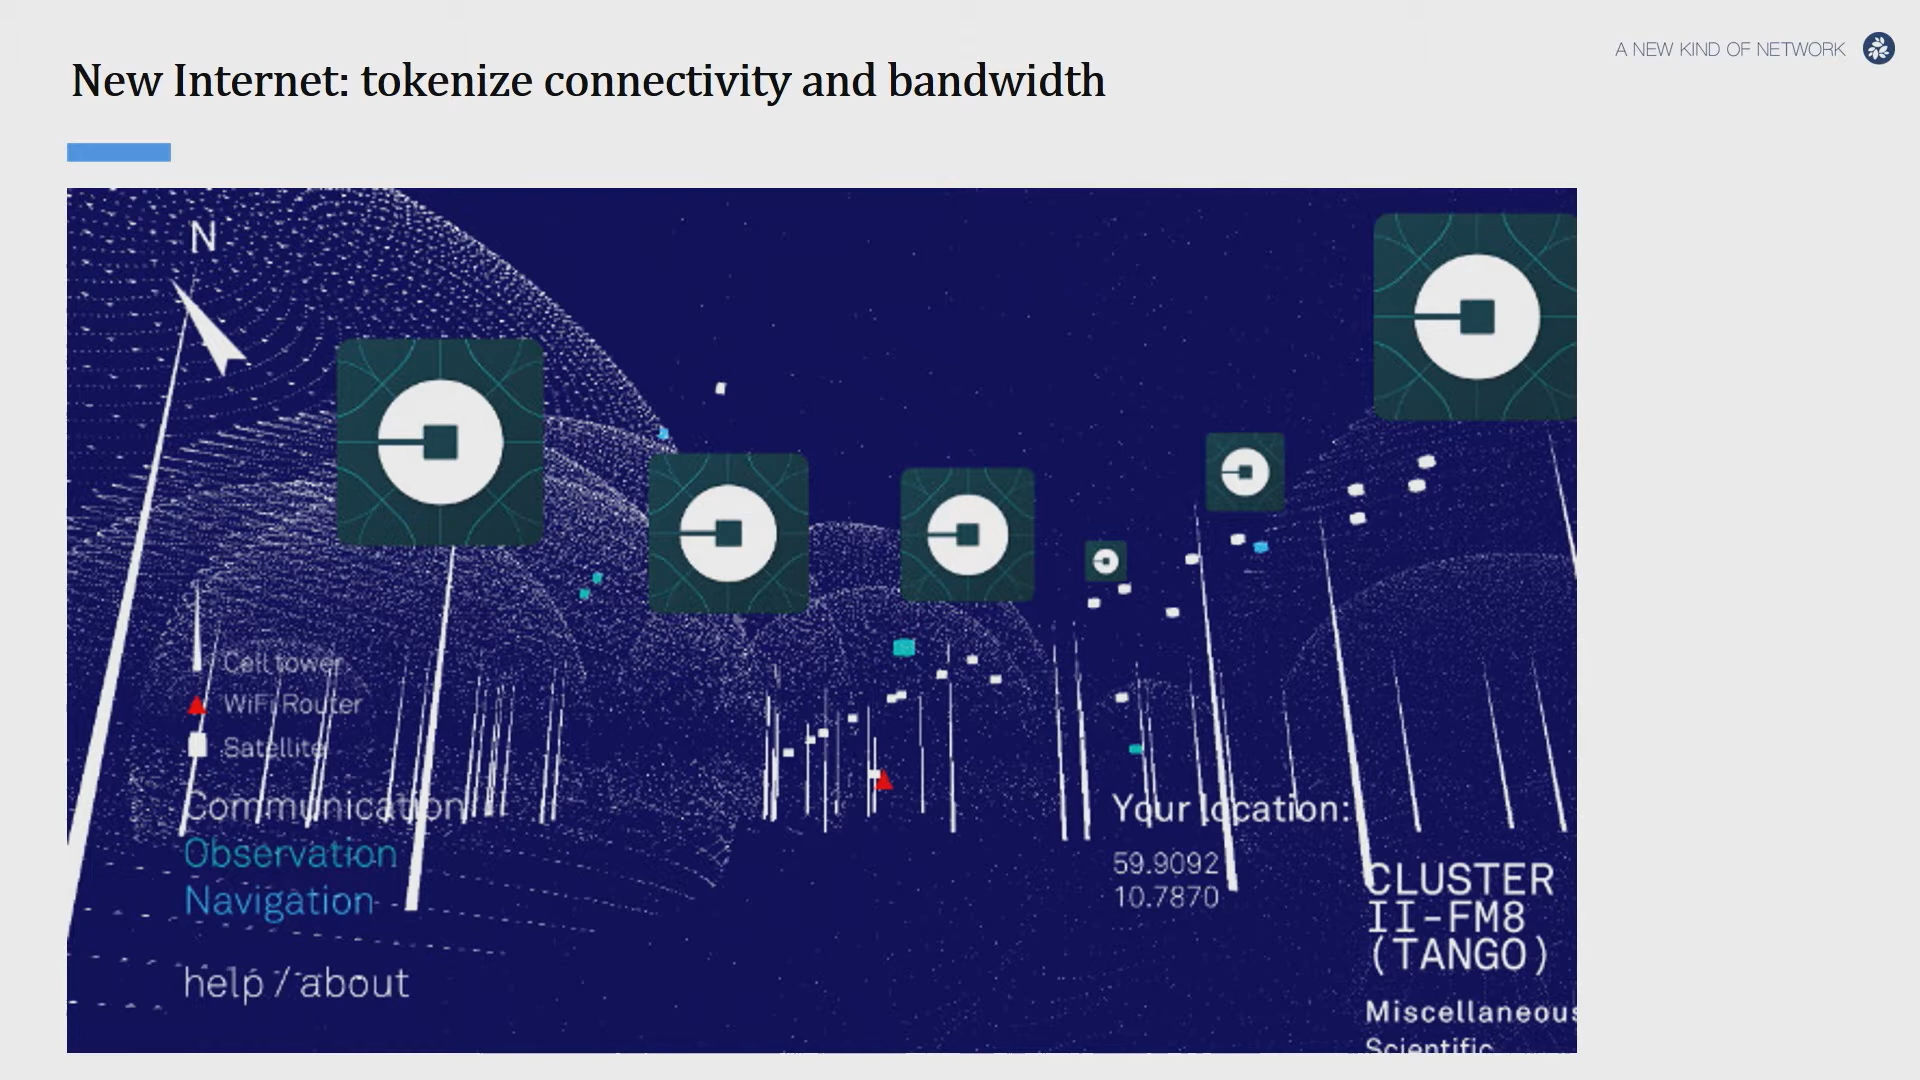 A NEW KIND OF NETWORK
New Internet: tokenize connectivity and bandwidth
N
Cell tower
WiFi Router
Satellite
Communication
Observation
Navigation
help / about
Your location:
59.9092
10.7870
CLUSTER
II-FM8
(TANGO)
Miscellaneous
Scientific